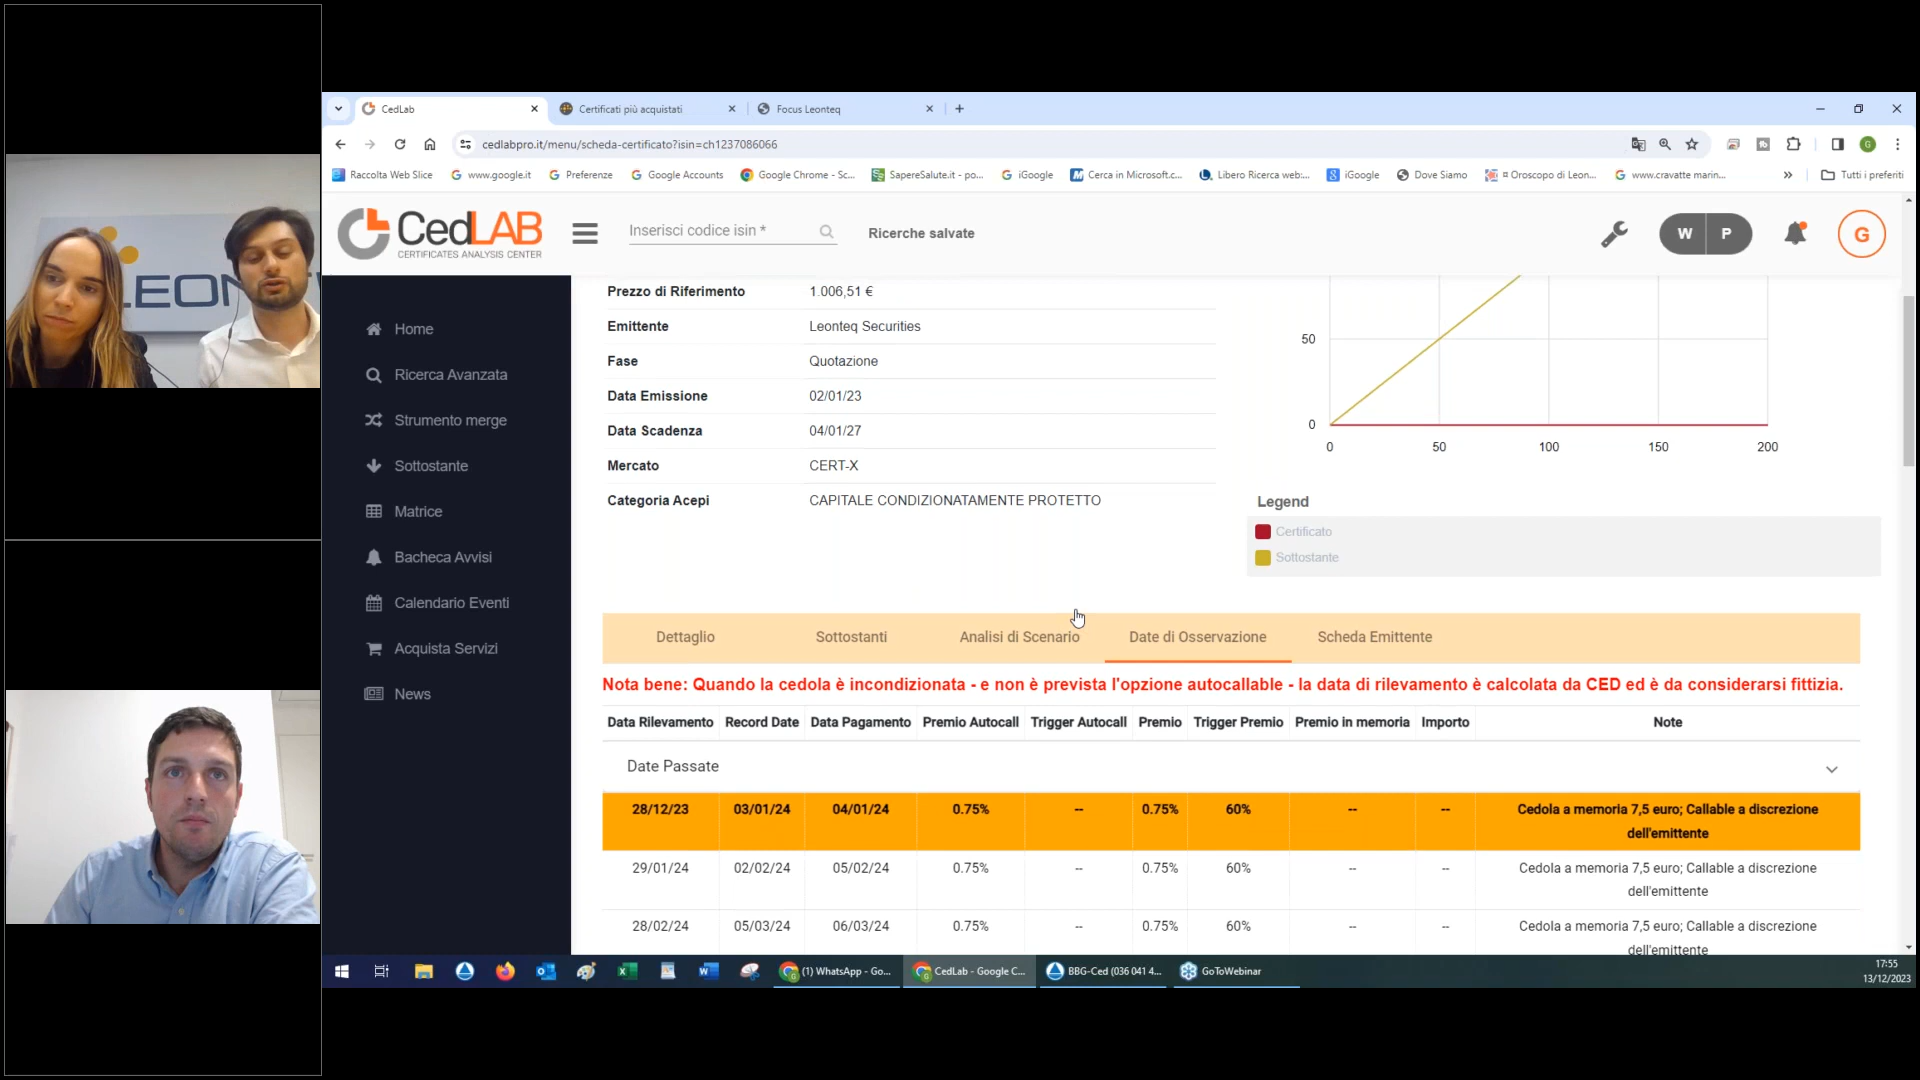 LEON
CedLab
Certificati più acquistati
Focus Leonteq
cedlabpro.it/menu/scheda-certificato?isin=ch1237086066
Raccolta Web Slice
www.google.it
Preferenze
Google Accounts
Google Chrome - Sc...
SapereSalute.it - po...
iGoogle
Cerca in Microsoft.c...
Libero Ricerca web:...
iGoogle
Dove Siamo
¤ Oroscopo di Leon...
www.cravatte marin...
»
Tutti i preferiti
CedLAB
CERTIFICATES ANALYSIS CENTER
Inserisci codice isin *
Ricerche salvate
W P
G
Home
Ricerca Avanzata
Strumento merge
Sottostante
Matrice
Bacheca Avvisi
Calendario Eventi
Acquista Servizi
News
Prezzo di Riferimento 1.006,51 €
Emittente Leonteq Securities
Fase Quotazione
Data Emissione 02/01/23
Data Scadenza 04/01/27
Mercato CERT-X
Categoria Acepi CAPITALE CONDIZIONATAMENTE PROTETTO
50
0
0 50 100 150 200
Legend
Certificato
Sottostante
Dettaglio Sottostanti Analisi di Scenario Date di Osservazione Scheda Emittente
Nota bene: Quando la cedola è incondizionata - e non è prevista l'opzione autocallable - la data di rilevamento è calcolata da CED ed è da considerarsi fittizia.
Data Rilevamento Record Date Data Pagamento Premio Autocall Trigger Autocall Premio Trigger Premio Premio in memoria Importo Note
Date Passate
28/12/23 03/01/24 04/01/24 0.75% -- 0.75% 60% -- -- Cedola a memoria 7,5 euro; Callable a discrezione
dell'emittente
29/01/24 02/02/24 05/02/24 0.75% -- 0.75% 60% -- -- Cedola a memoria 7,5 euro; Callable a discrezione
dell'emittente
28/02/24 05/03/24 06/03/24 0.75% -- 0.75% 60% -- -- Cedola a memoria 7,5 euro; Callable a discrezione
dell'emittente
(1) WhatsApp - Go...
CedLab - Google C...
BBG-Ced (036 041 4...
GoToWebinar
17:55
13/12/2023